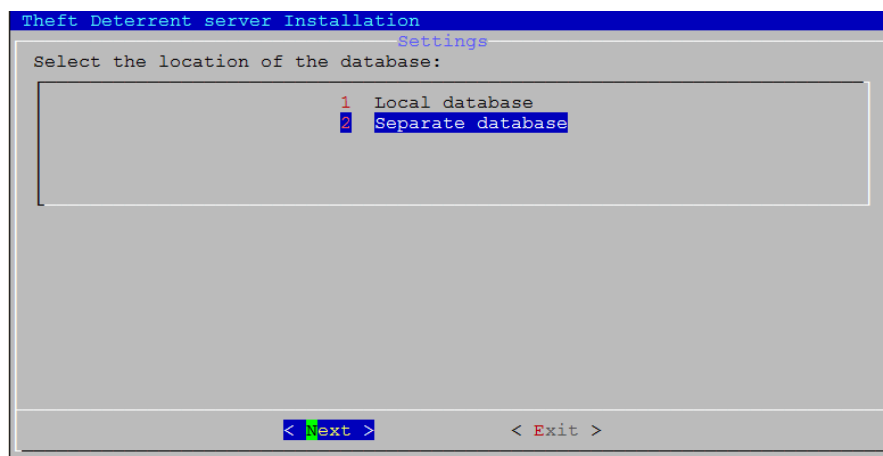 Theft Deterrent server Installation
Settings
Select the location of the database:
1 Local database
2 Separate database
< Next > < Exit >